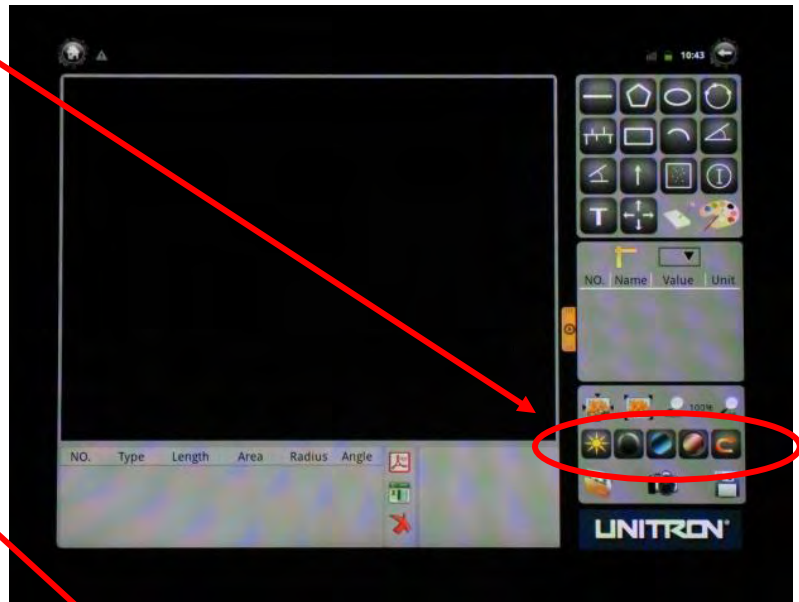 10:43
T
NO. Name Value Unit
100%
NO. Type Length Area Radius Angle
UNITRON